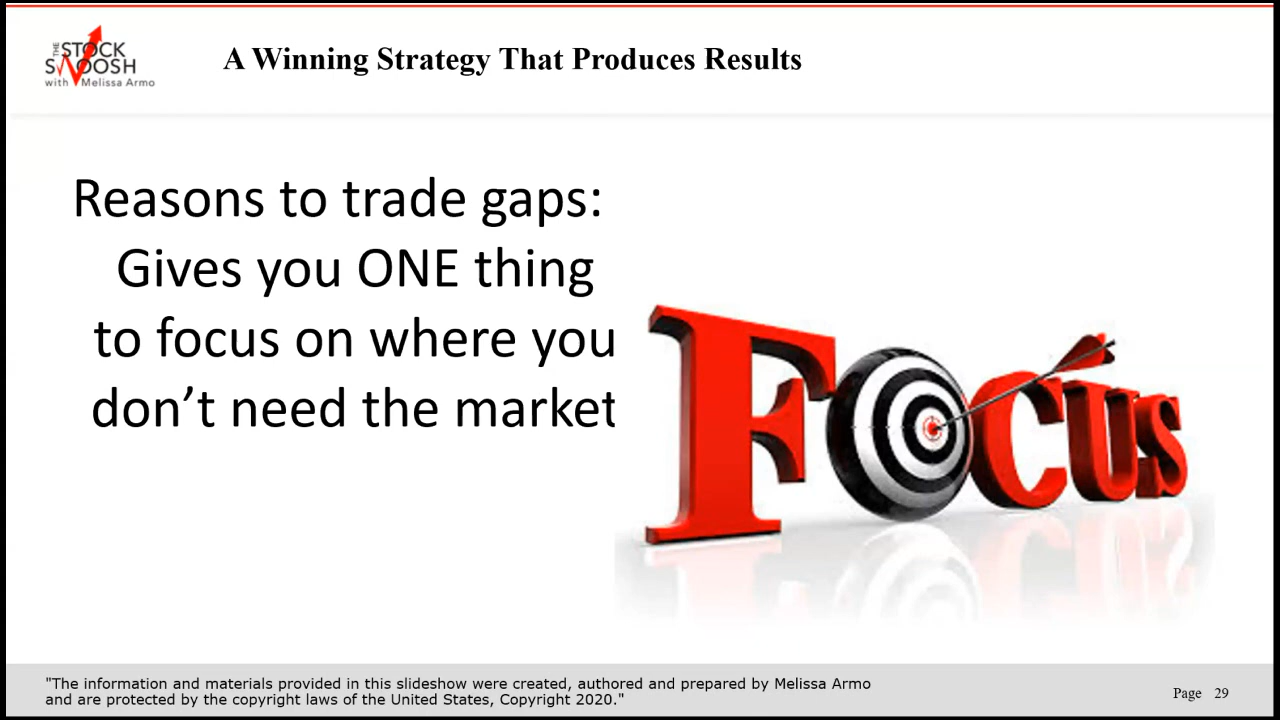 THE STOCK
SWOOSH
with Melissa Armo
A Winning Strategy That Produces Results
Reasons to trade gaps:
Gives you ONE thing
to focus on where you
don't need the market
FOCUS
"The information and materials provided in this slideshow were created, authored and prepared by Melissa Armo
and are protected by the copyright laws of the United States, Copyright 2020."
Page 29